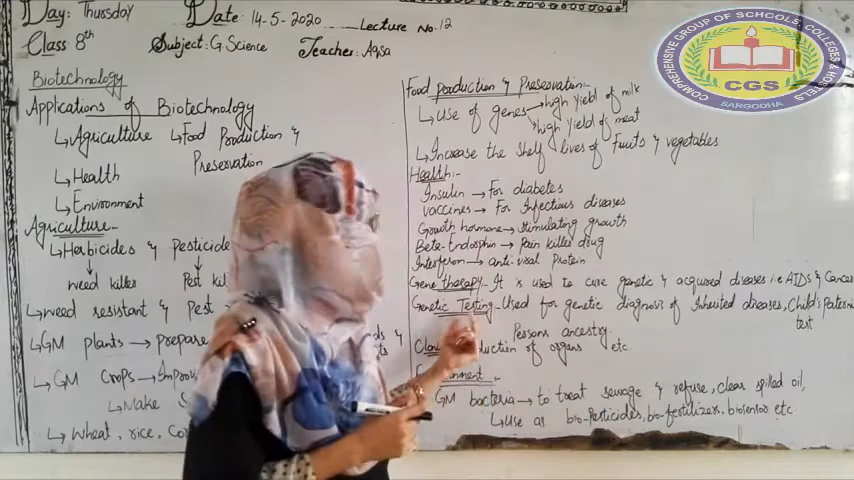 Day: Thursday Date: 14-5-2020 Lecture No. 12
Class 8th Subject: G. Science Teacher: Aqsa
Biotechnology
Applications of Biotechnology
↳ Agriculture ↳ Food Production &
Preservation
↳ Health
↳ Environment
Agriculture:-
↳ Herbicides & Pesticide
weed killer Pest kil
↳ weed resistant & Pest
↳ GM plants → prepare
↳ GM Crops → Impro
↳ Make
↳ Wheat, rice, Co
Food production & Preservation:-
↳ Use of genes → high yield of milk
high yield of meat
↳ Increase the shelf lives of Fruits & vegetables
Health:-
Insulin → For diabetes
vaccines → For Infectious diseases
Growth hormone → Stimulating growth
Beta-Endorphin → Pain killer drug
Interferon → anti-viral Protein
Gene therapy:- It is used to cure genetic & acquired diseases i.e AIDS & Cancer
Genetic Testing:- Used for genetic diagnosis of Inherited diseases, Child's Patern
test
Persons ancestry.
Clon duction of organs etc
nment:-
GM bacteria → to treat sewage & refuse, clear spilled oil,
↳ Use as bio-Pesticides, bio-fertilizers, biosensor etc.
COMPREHENSIVE GROUP OF SCHOOLS, COLLEGES & HOSTELS
CGS
SARGODHA